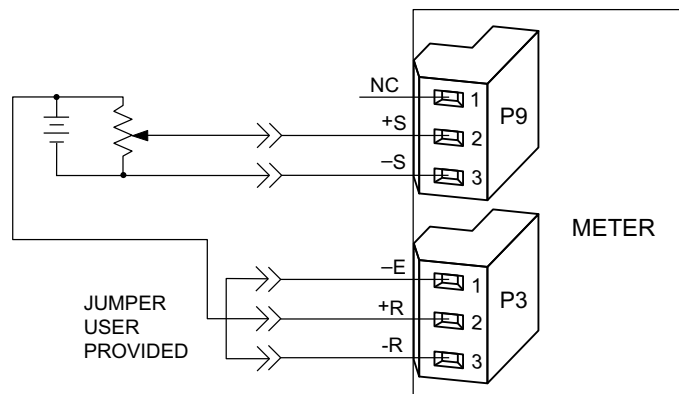 NC
1
P9
+S
2
–S
3
METER
–E
1
P3
+R
2
-R
3
JUMPER
USER
PROVIDED